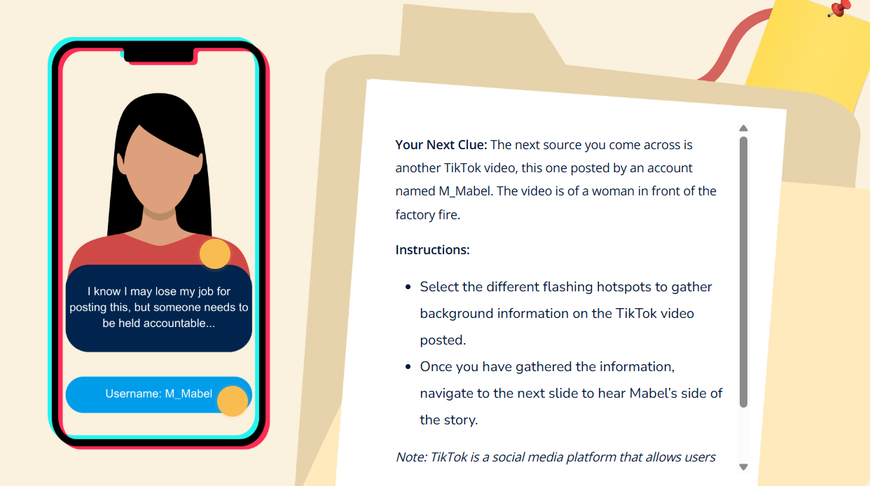 I know I may lose my job for
posting this, but someone needs to
be held accountable...
Username: M_Mabel
Your Next Clue: The next source you come across is
another TikTok video, this one posted by an account
named M_Mabel. The video is of a woman in front of the
factory fire.
Instructions:
• Select the different flashing hotspots to gather
background information on the TikTok video
posted.
• Once you have gathered the information,
navigate to the next slide to hear Mabel's side of
the story.
Note: TikTok is a social media platform that allows users